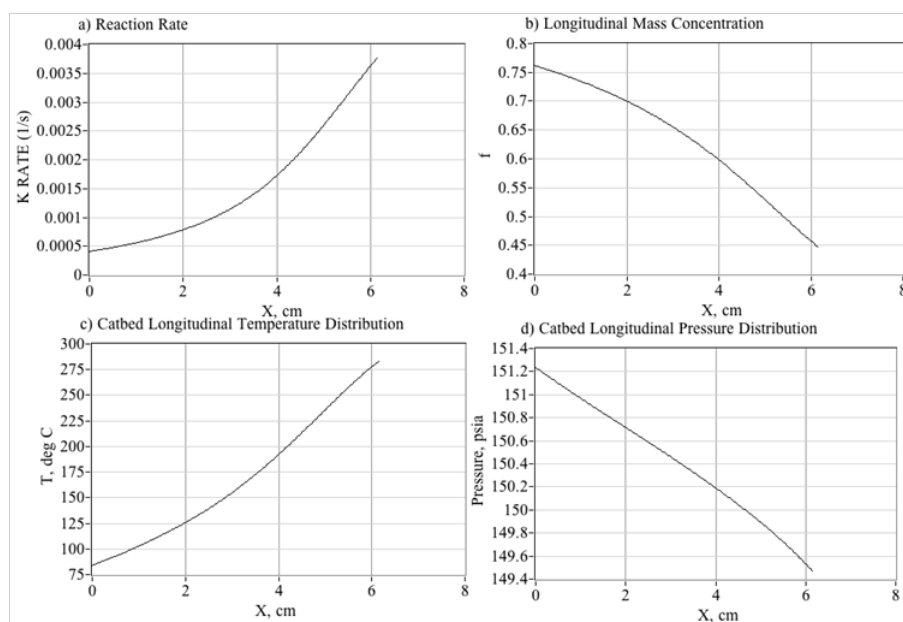 a) Reaction Rate
K RATE (1/s)
0.004
0.0035
0.003
0.0025
0.002
0.0015
0.001
0.0005
0
0 2 4 6 8
X, cm
b) Longitudinal Mass Concentration
f
0.8
0.75
0.7
0.65
0.6
0.55
0.5
0.45
0.4
0 2 4 6 8
X, cm
c) Catbed Longitudinal Temperature Distribution
T, deg C
300
275
250
225
200
175
150
125
100
75
0 2 4 6 8
X, cm
d) Catbed Longitudinal Pressure Distribution
Pressure, psia
151.4
151.2
151
150.8
150.6
150.4
150.2
150
149.8
149.6
149.4
0 2 4 6 8
X, cm